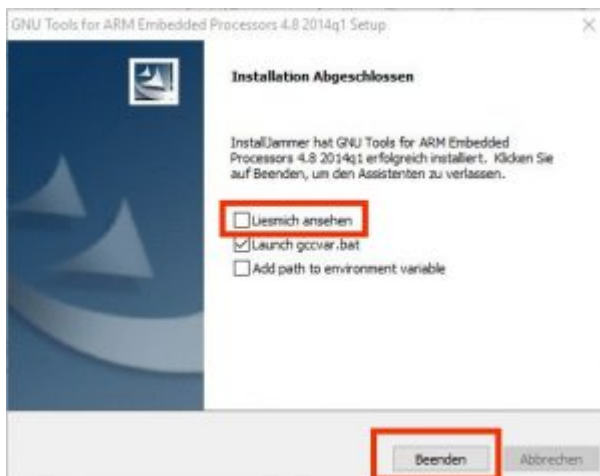 GNU Tools for ARM Embedded Processors 4.8 2014q1 Setup
Installation Abgeschlossen
InstallJammer hat GNU Tools for ARM Embedded
Processors 4.8 2014q1 erfolgreich installiert. Klicken Sie
auf Beenden, um den Assistenten zu verlassen.
Liesmich ansehen
Launch gccvar.bat
Add path to environment variable
Beenden
Abbrechen